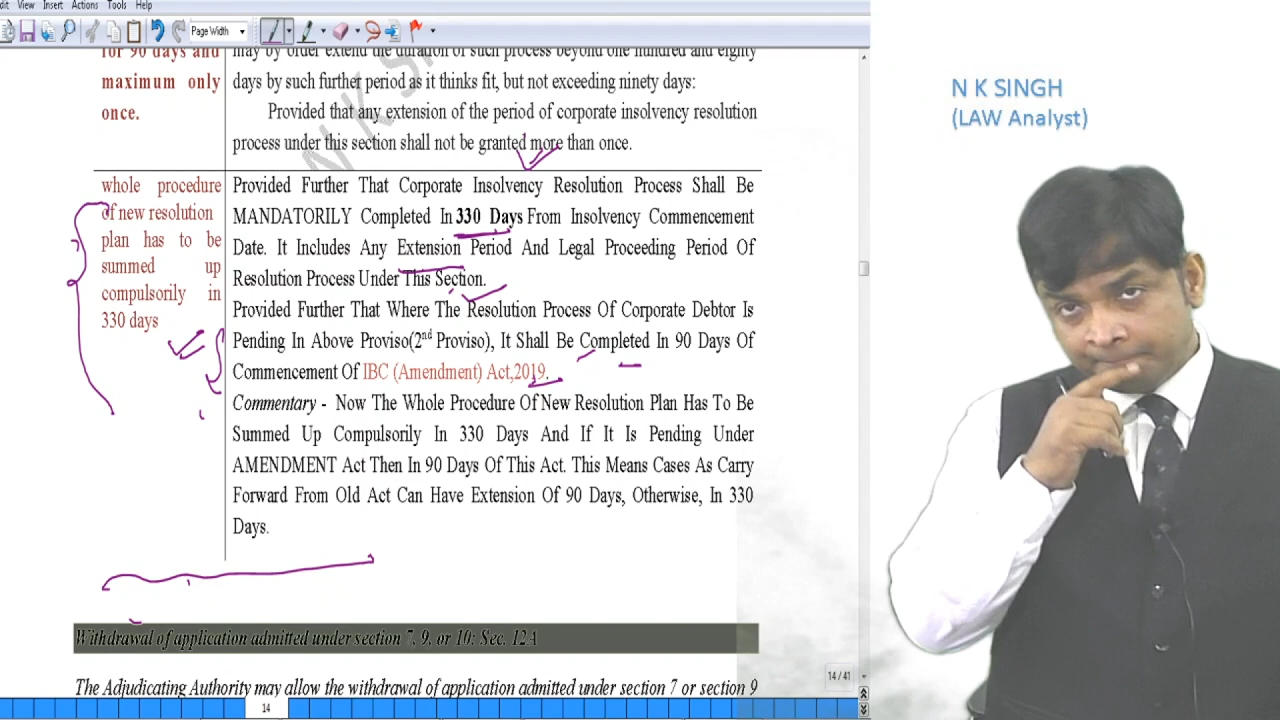 dit View Insert Actions Tools Help
Page Width
N K SINGH
(LAW Analyst)
for 90 days and
maximum only
once.
may by order extend the duration of such process beyond one hundred and eighty
days by such further period as it thinks fit, but not exceeding ninety days:
Provided that any extension of the period of corporate insolvency resolution
process under this section shall not be granted more than once.
whole procedure
of new resolution
plan has to be
summed up
compulsorily in
330 days
Provided Further That Corporate Insolvency Resolution Process Shall Be
MANDATORILY Completed In 330 Days From Insolvency Commencement
Date. It Includes Any Extension Period And Legal Proceeding Period Of
Resolution Process Under This Section.
Provided Further That Where The Resolution Process Of Corporate Debtor Is
Pending In Above Proviso(2nd Proviso), It Shall Be Completed In 90 Days Of
Commencement Of IBC (Amendment) Act,2019.
Commentary - Now The Whole Procedure Of New Resolution Plan Has To Be
Summed Up Compulsorily In 330 Days And If It Is Pending Under
AMENDMENT Act Then In 90 Days Of This Act. This Means Cases As Carry
Forward From Old Act Can Have Extension Of 90 Days, Otherwise, In 330
Days.
Withdrawal of application admitted under section 7, 9, or 10: Sec. 12A
The Adjudicating Authority may allow the withdrawal of application admitted under section 7 or section 9
14 / 41
14